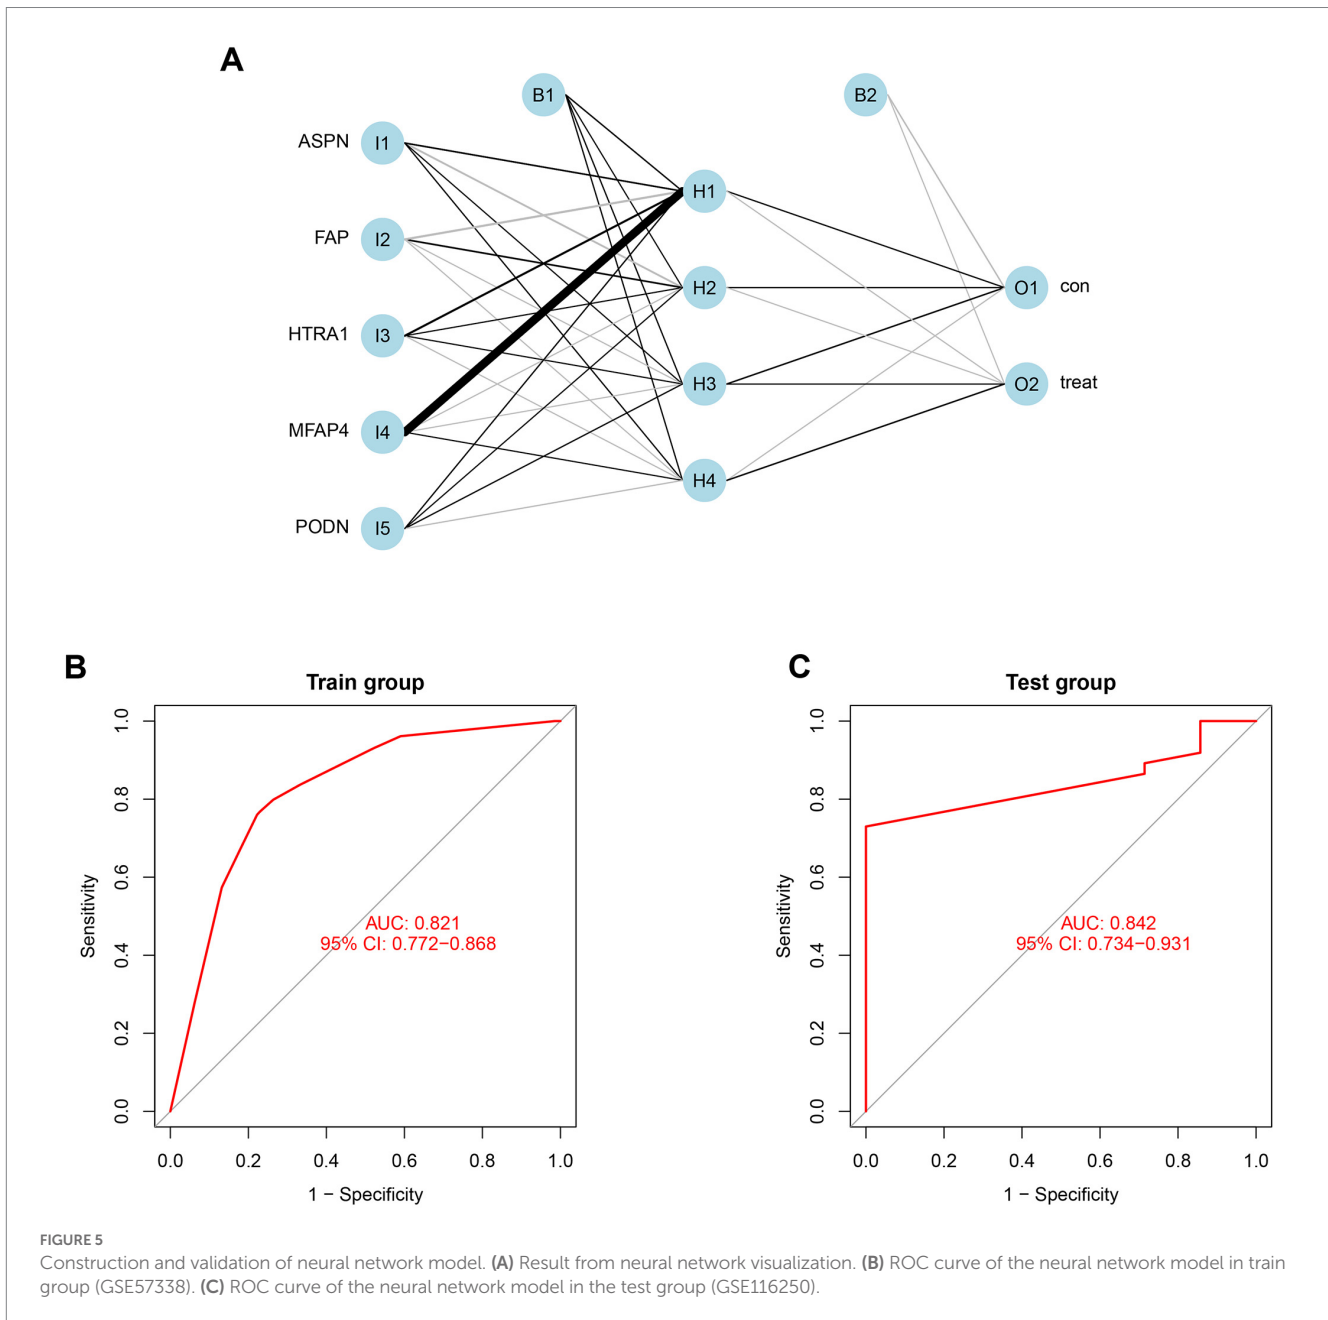 A
B1
B2
ASPN I1
H1
FAP I2
H2
O1 con
HTRA1 I3
H3
O2 treat
MFAP4 I4
H4
PODN I5
B
Train group
Sensitivity
0.0 0.2 0.4 0.6 0.8 1.0
AUC: 0.821
95% CI: 0.772−0.868
0.0 0.2 0.4 0.6 0.8 1.0
1 − Specificity
C
Test group
Sensitivity
0.0 0.2 0.4 0.6 0.8 1.0
AUC: 0.842
95% CI: 0.734−0.931
0.0 0.2 0.4 0.6 0.8 1.0
1 − Specificity
FIGURE 5
Construction and validation of neural network model. (A) Result from neural network visualization. (B) ROC curve of the neural network model in train
group (GSE57338). (C) ROC curve of the neural network model in the test group (GSE116250).